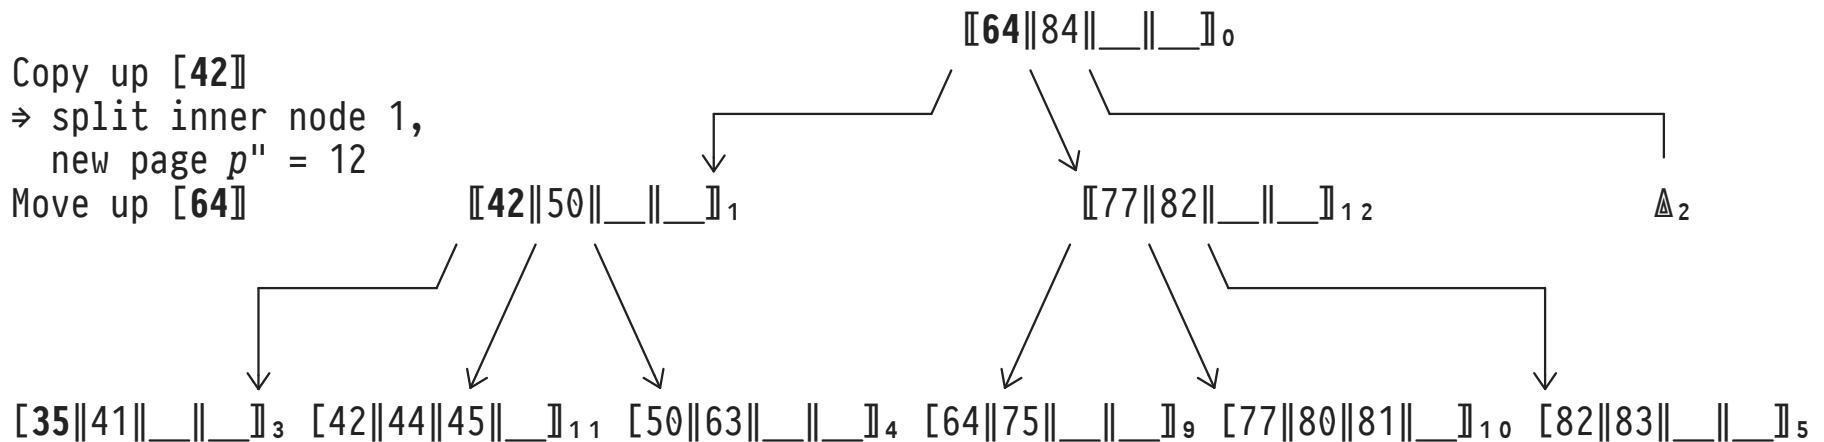 ⟦64‖84‖__‖__⟧₀
Copy up [42⟧
⇒ split inner node 1,
new page p" = 12
Move up [64⟧
⟦42‖50‖__‖__⟧₁
⟦77‖82‖__‖__⟧₁₂
◬₂
[35‖41‖__‖__⟧₃ [42‖44‖45‖__⟧₁₁ [50‖63‖__‖__⟧₄ [64‖75‖__‖__⟧₉ [77‖80‖81‖__⟧₁₀ [82‖83‖__‖__⟧₅